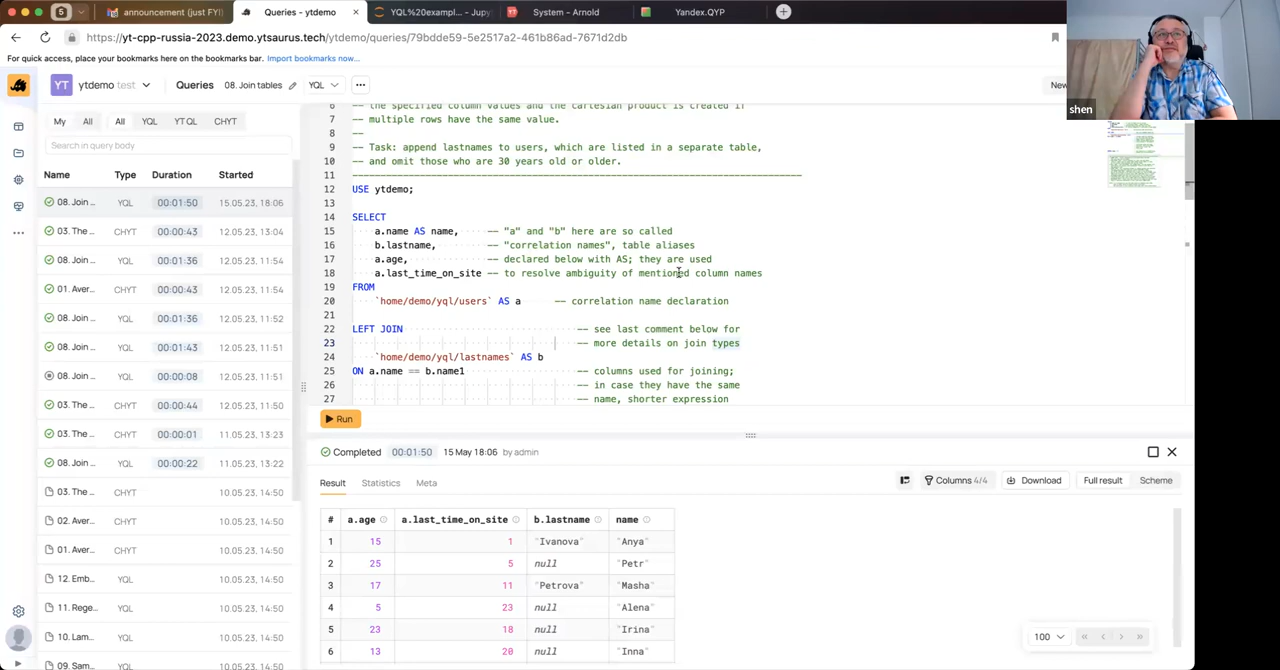 5
announcement (just FYI)
Queries - ytdemo
YQL%20exampl... - Jupy
System - Arnold
Yandex.QYP
https://yt-cpp-russia-2023.demo.ytsaurus.tech/ytdemo/queries/79bdde59-5e2517a2-461b86ad-7671d2db
For quick access, place your bookmarks here on the bookmarks bar. Import bookmarks now...
YT ytdemo test Queries 08. Join tables YQL ... New
shen
My All All YQL YT QL CHYT
Search in query body
Name Type Duration Started
08. Join ... YQL 00:01:50 15.05.23, 18:06
03. The ... CHYT 00:00:43 12.05.23, 13:04
08. Join ... YQL 00:01:36 12.05.23, 11:54
01. Aver... CHYT 00:00:43 12.05.23, 11:54
08. Join ... YQL 00:01:36 12.05.23, 11:52
08. Join ... YQL 00:01:43 12.05.23, 11:51
08. Join ... YQL 00:00:08 12.05.23, 11:50
03. The ... CHYT 00:00:44 12.05.23, 11:50
03. The ... CHYT 00:00:01 11.05.23, 13:23
08. Join ... YQL 00:00:22 11.05.23, 13:22
03. The ... CHYT 10.05.23, 14:50
02. Aver... CHYT 10.05.23, 14:50
01. Aver... CHYT 10.05.23, 14:50
12. Emb... YQL 10.05.23, 14:50
11. Rege... YQL 10.05.23, 14:50
10. Lam... YQL 10.05.23, 14:50
09. Sam... YQL 10.05.23, 14:50
6 -- the specified column values and the cartesian product is created if
7 -- multiple rows have the same value.
8 --
9 -- Task: append lastnames to users, which are listed in a separate table,
10 -- and omit those who are 30 years old or older.
11 --------------------------------------------------------------------------------
12 USE ytdemo;
13
14 SELECT
15 a.name AS name, -- "a" and "b" here are so called
16 b.lastname, -- "correlation names", table aliases
17 a.age, -- declared below with AS; they are used
18 a.last_time_on_site -- to resolve ambiguity of mentioned column names
19 FROM
20 `home/demo/yql/users` AS a -- correlation name declaration
21
22 LEFT JOIN -- see last comment below for
23 -- more details on join types
24 `home/demo/yql/lastnames` AS b
25 ON a.name == b.name1 -- columns used for joining;
26 -- in case they have the same
27 -- name, shorter expression
Run
Completed 00:01:50 15 May 18:06 by admin
Result Statistics Meta
Columns 4/4 Download Full result Scheme
# a.age a.last_time_on_site b.lastname name
1 15 1 "Ivanova" "Anya"
2 25 5 null "Petr"
3 17 11 "Petrova" "Masha"
4 5 23 null "Alena"
5 23 18 null "Irina"
6 13 20 null "Inna"
100